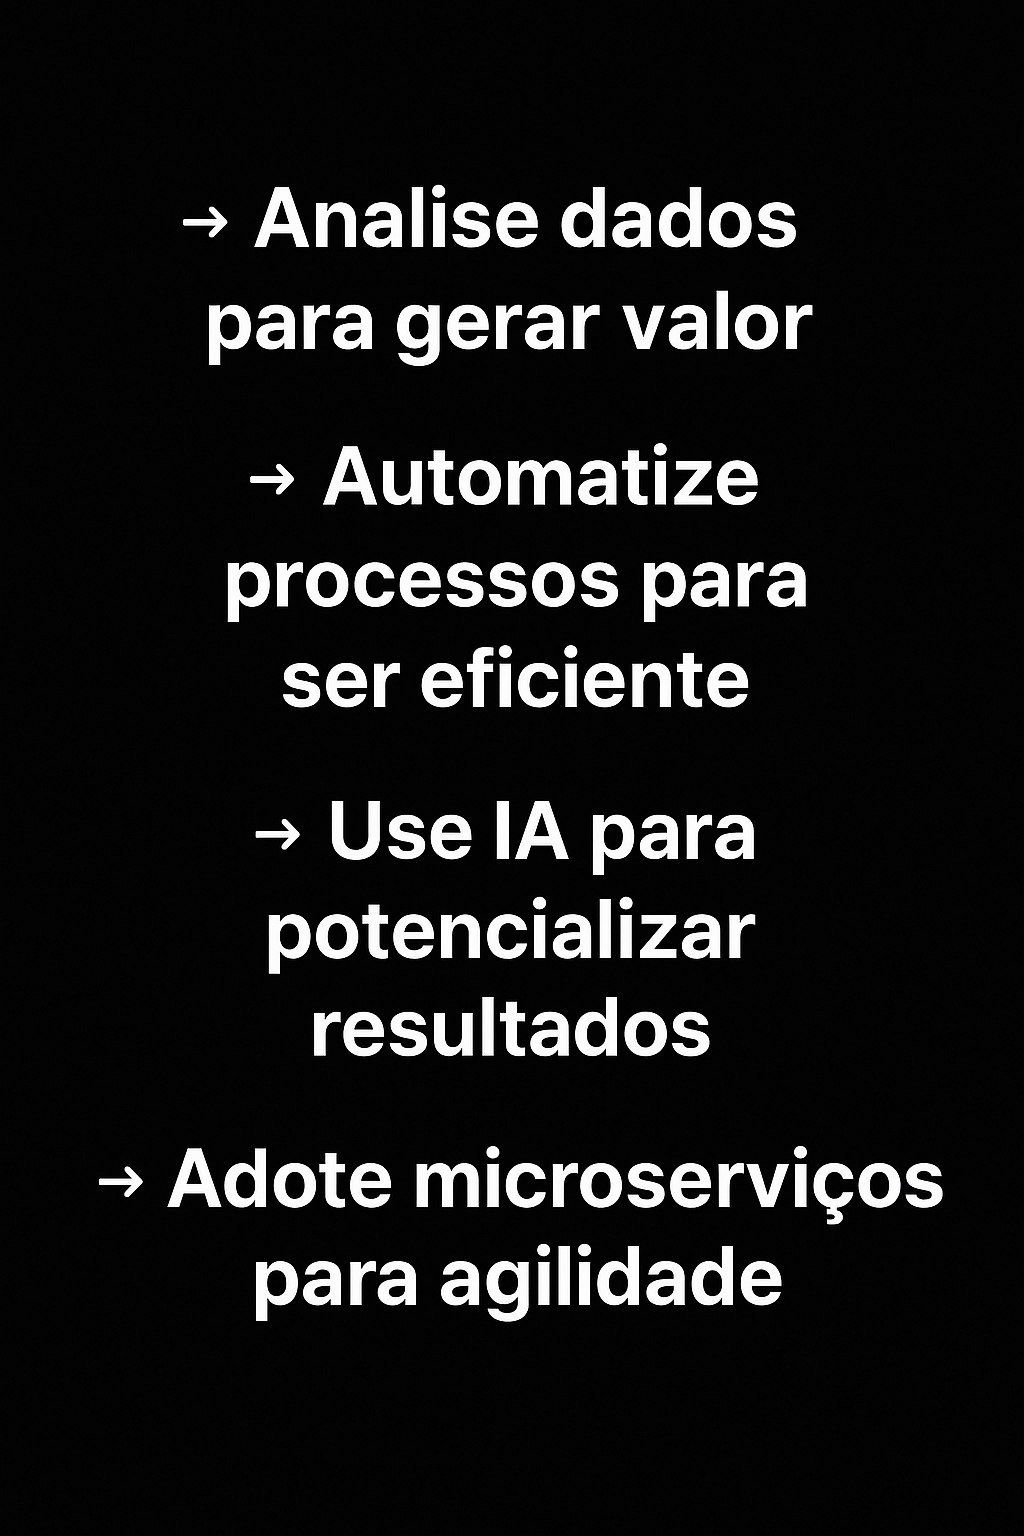 → Analise dados
para gerar valor
→ Automatize
processos para
ser eficiente
→ Use IA para
potencializar
resultados
→ Adote microserviços
para agilidade